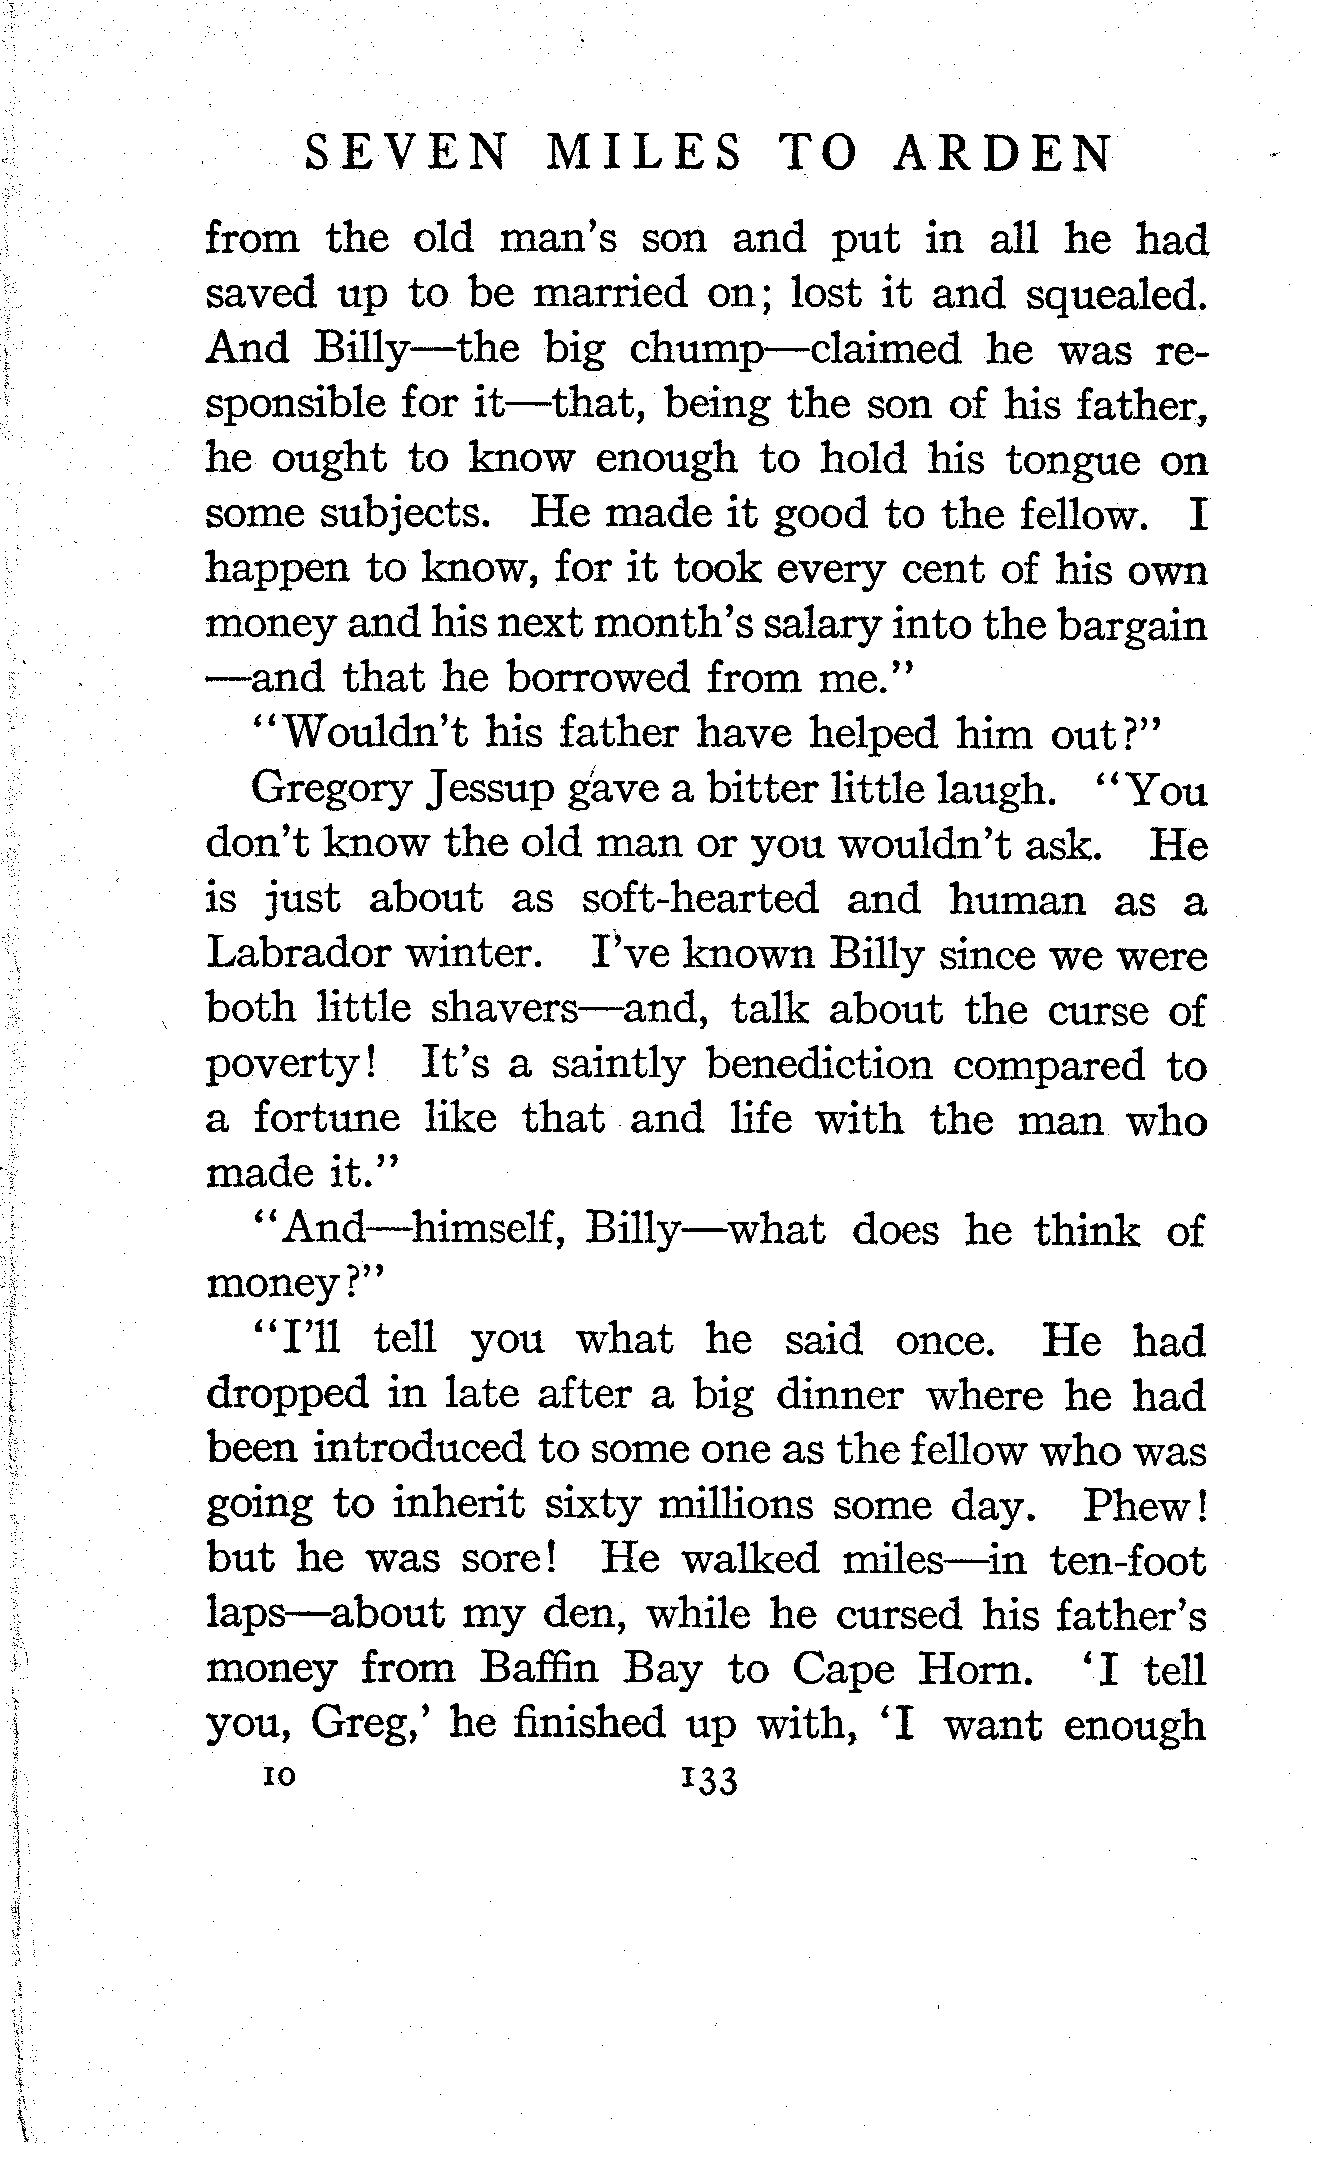 SEVEN MILES TO ARDEN
from the old man's son and put in all he had
saved up to be married on; lost it and squealed.
And Billy—the big chump—claimed he was re-
sponsible for it—that, being the son of his father,
he ought to know enough to hold his tongue on
some subjects. He made it good to the fellow. I
happen to know, for it took every cent of his own
money and his next month's salary into the bargain
—and that he borrowed from me."
"Wouldn't his father have helped him out?"
Gregory Jessup gave a bitter little laugh. "You
don't know the old man or you wouldn't ask. He
is just about as soft-hearted and human as a
Labrador winter. I've known Billy since we were
both little shavers—and, talk about the curse of
poverty! It's a saintly benediction compared to
a fortune like that and life with the man who
made it."
"And—himself, Billy—what does he think of
money?"
"I'll tell you what he said once. He had
dropped in late after a big dinner where he had
been introduced to some one as the fellow who was
going to inherit sixty millions some day. Phew!
but he was sore! He walked miles—in ten-foot
laps—about my den, while he cursed his father's
money from Baffin Bay to Cape Horn. 'I tell
you, Greg,' he finished up with, 'I want enough
10 133